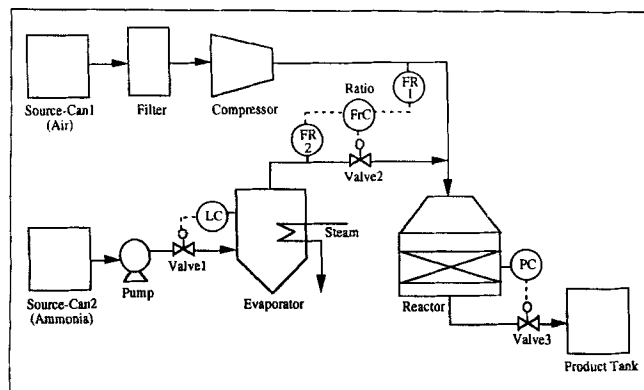 Source-Can1
(Air)
Filter
Compressor
Ratio
FrC
FR
1
FR
2
Valve2
LC
Steam
Source-Can2
(Ammonia)
Pump
Valve1
Evaporator
Reactor
PC
Valve3
Product Tank